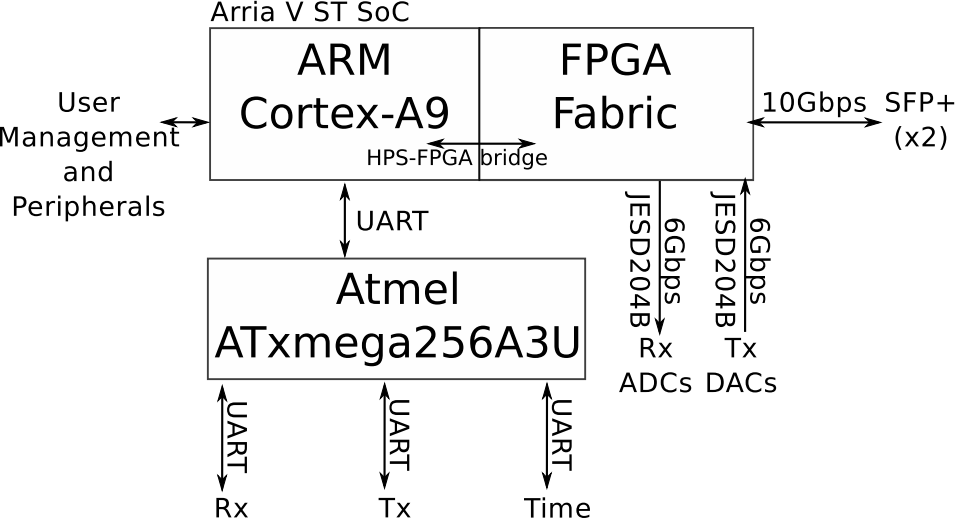 Arria V ST SoC
ARM
Cortex-A9
FPGA
Fabric
HPS-FPGA bridge
User
Management
and
Peripherals
10Gbps
SFP+
(x2)
UART
JESD204B
6Gbps
JESD204B
6Gbps
Rx
ADCs
Tx
DACs
Atmel
ATxmega256A3U
UART
UART
UART
Rx
Tx
Time